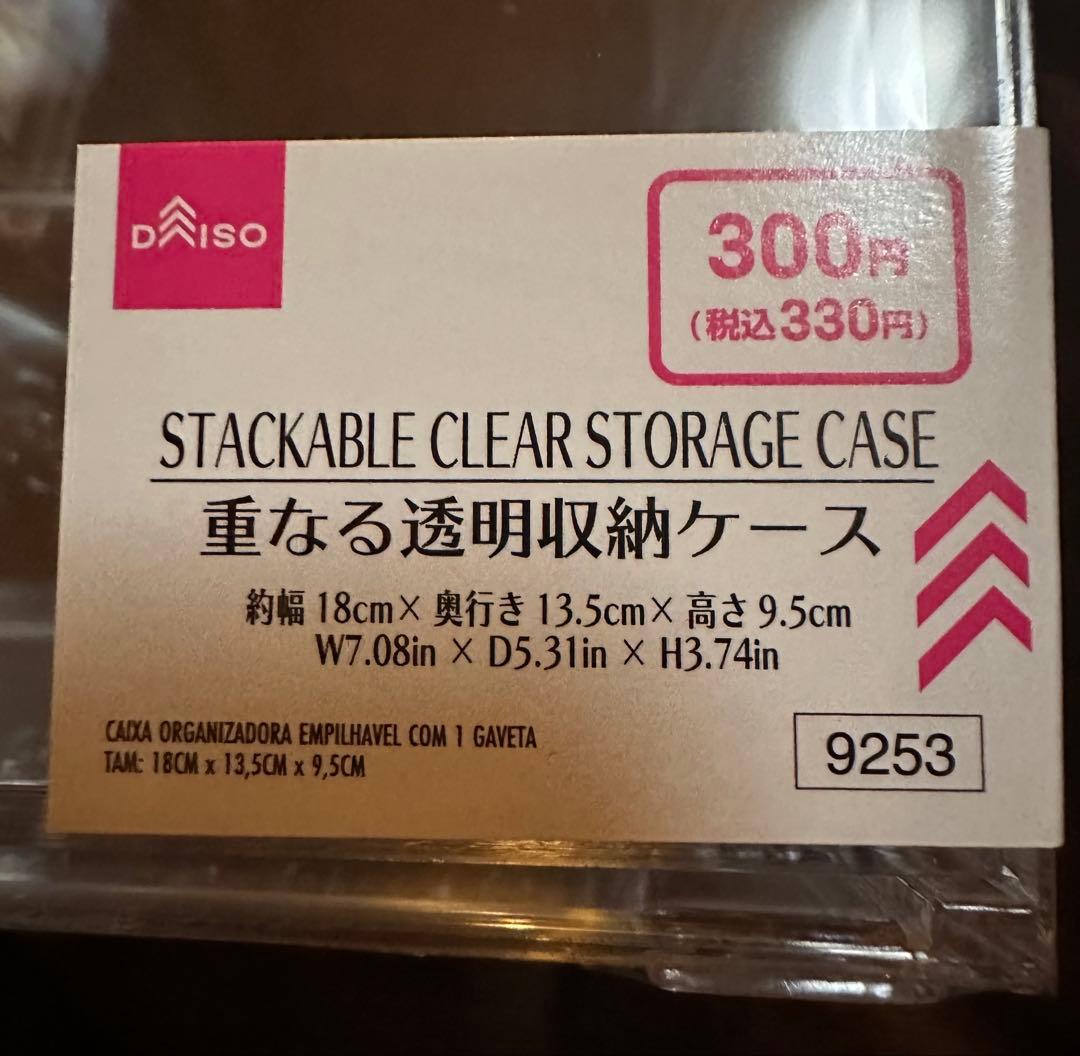 DAISO
300円
(税込330円)
STACKABLE CLEAR STORAGE CASE
重なる透明収納ケース
約幅 18cm× 奥行き 13.5cm× 高さ 9.5cm
W7.08in × D5.31in × H3.74in
CAIXA ORGANIZADORA EMPILHAVEL COM 1 GAVETA
TAM: 18CM x 13,5CM x 9,5CM
9253